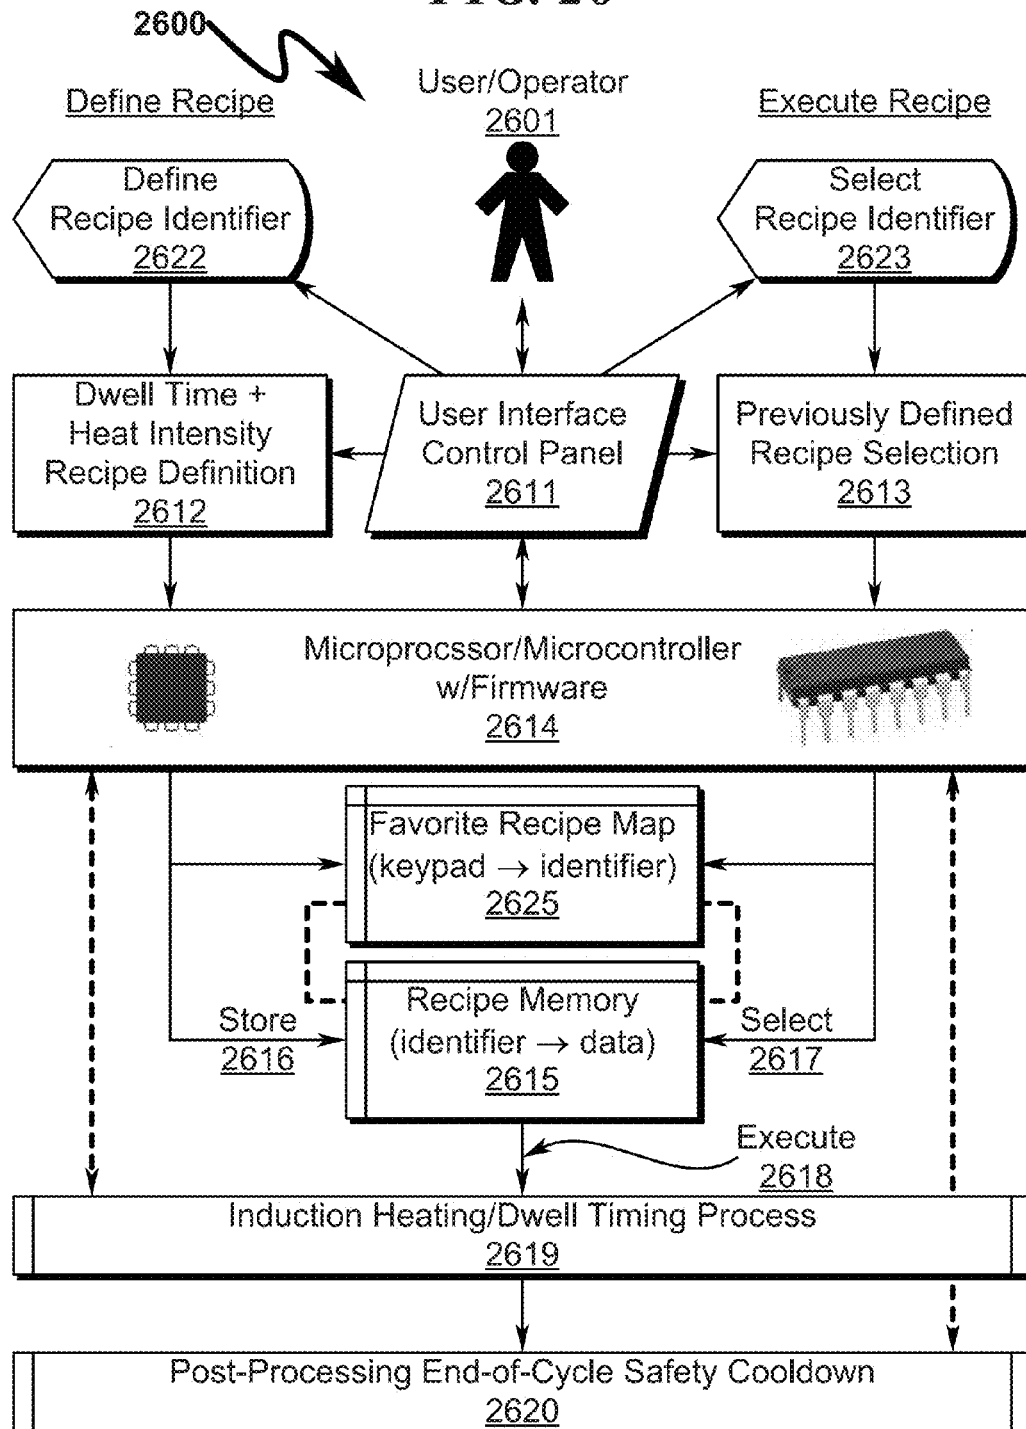 2600
User/Operator
2601
Define Recipe
Execute Recipe
Define
Recipe Identifier
2622
Select
Recipe Identifier
2623
Dwell Time +
Heat Intensity
Recipe Definition
2612
User Interface
Control Panel
2611
Previously Defined
Recipe Selection
2613
Microprocssor/Microcontroller
w/Firmware
2614
Favorite Recipe Map
(keypad → identifier)
2625
Recipe Memory
(identifier → data)
2615
Store
2616
Select
2617
Execute
2618
Induction Heating/Dwell Timing Process
2619
Post-Processing End-of-Cycle Safety Cooldown
2620